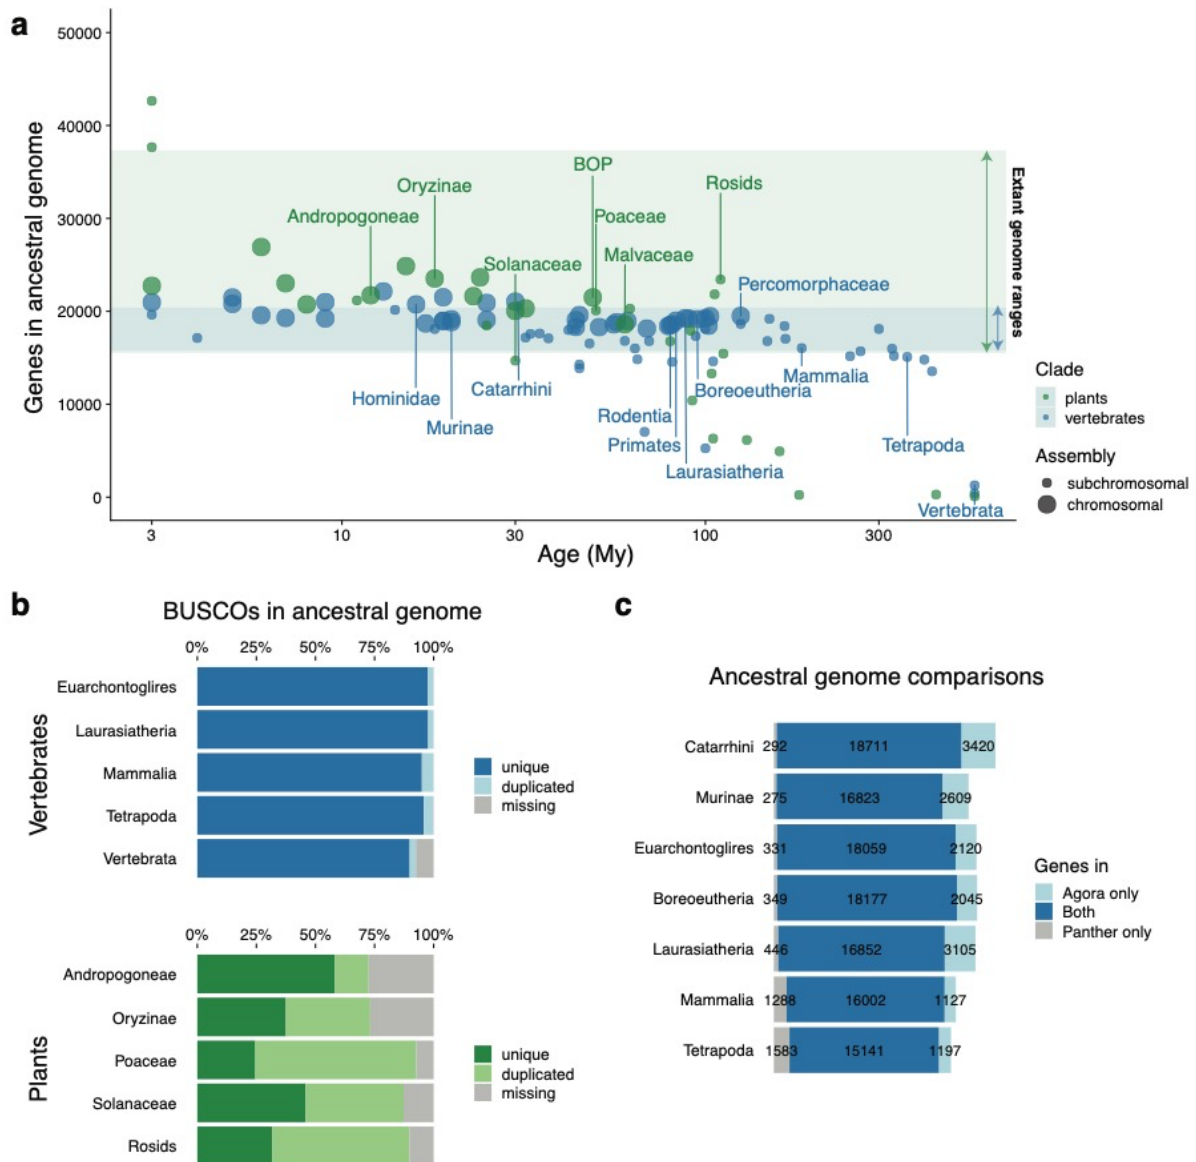 a
50000
40000
30000
20000
10000
0
Genes in ancestral genome
BOP
Oryzinae
Rosids
Andropogoneae
Poaceae
Solanaceae
Malvaceae
Percomorphaceae
Hominidae
Catarrhini
Boreoeutheria
Mammalia
Murinae
Rodentia
Primates
Tetrapoda
Laurasiatheria
Vertebrata
Extant genome ranges
3 10 30 100 300
Age (My)
Clade
plants
vertebrates
Assembly
subchromosomal
chromosomal
b
BUSCOs in ancestral genome
0% 25% 50% 75% 100%
Vertebrates
Euarchontoglires
Laurasiatheria
Mammalia
Tetrapoda
Vertebrata
unique
duplicated
missing
0% 25% 50% 75% 100%
Plants
Andropogoneae
Oryzinae
Poaceae
Solanaceae
Rosids
unique
duplicated
missing
c
Ancestral genome comparisons
Catarrhini 292 18711 3420
Murinae 275 16823 2609
Euarchontoglires 331 18059 2120
Boreoeutheria 349 18177 2045
Laurasiatheria 446 16852 3105
Mammalia 1288 16002 1127
Tetrapoda 1583 15141 1197
Genes in
Agora only
Both
Panther only